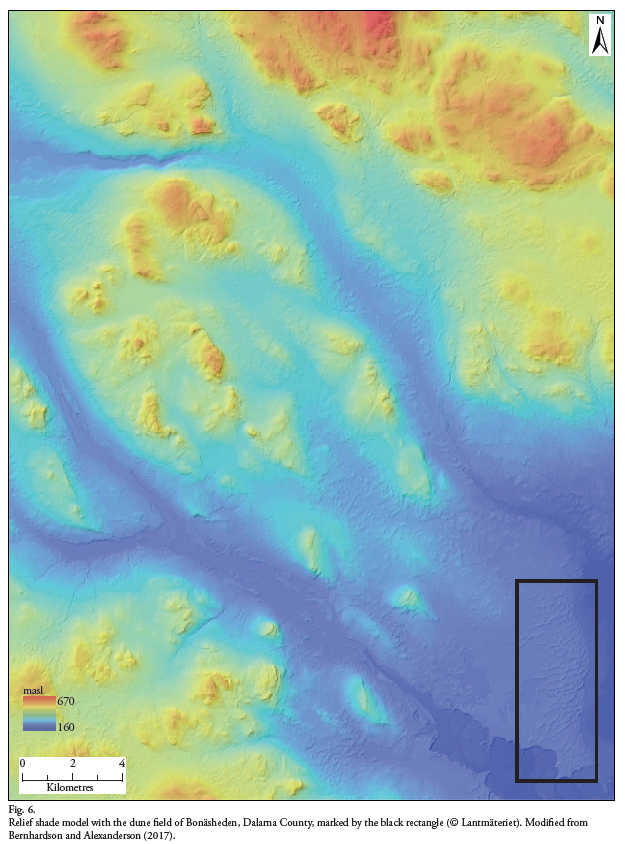 N
masl
670
160
0 2 4
Kilometres
Fig. 6.
Relief shade model with the dune field of Bonäsheden, Dalarna County, marked by the black rectangle (© Lantmäteriet). Modified from
Bernhardson and Alexanderson (2017).